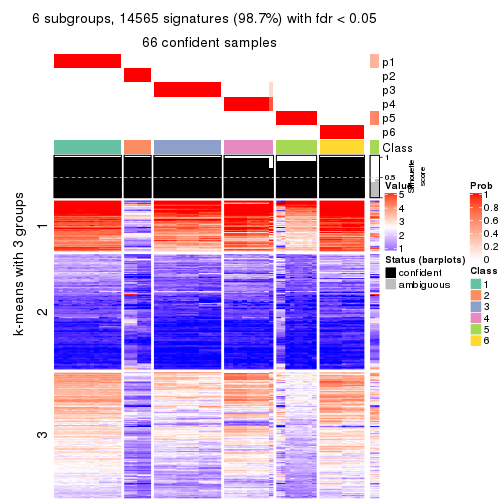 6 subgroups, 14565 signatures (98.7%) with fdr < 0.05
66 confident samples
p1
p2
p3
p4
p5
p6
Class
1
0.5
Silhouette
score
k-means with 3 groups
1
2
3
Value
5
4
3
2
1
Status (barplots)
confident
ambiguous
Prob
1
0.8
0.6
0.4
0.2
0
Class
1
2
3
4
5
6